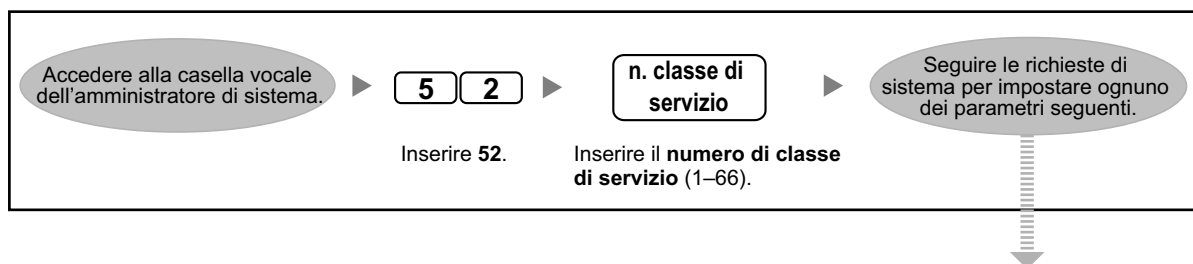 Accedere alla casella vocale
dell'amministratore di sistema.
5 2
Inserire 52.
n. classe di
servizio
Inserire il numero di classe
di servizio (1–66).
Seguire le richieste di
sistema per impostare ognuno
dei parametri seguenti.